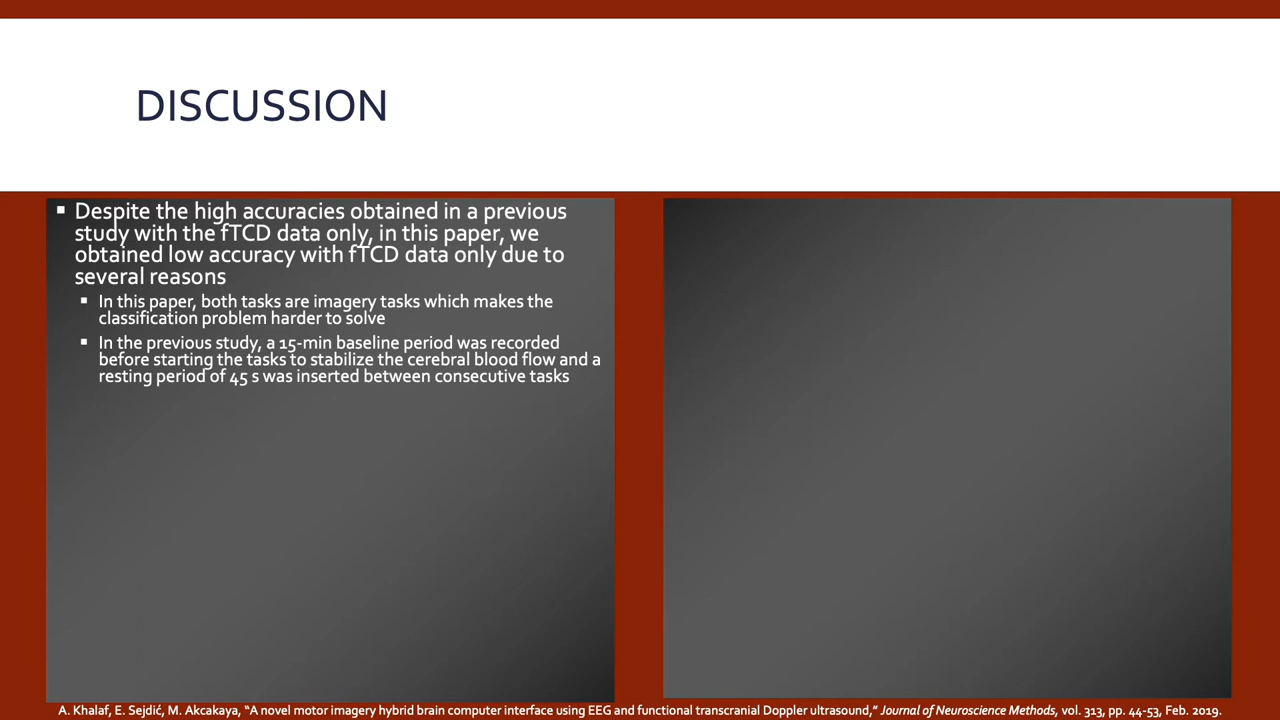 DISCUSSION
▪ Despite the high accuracies obtained in a previous
study with the fTCD data only, in this paper, we
obtained low accuracy with fTCD data only due to
several reasons
▪ In this paper, both tasks are imagery tasks which makes the
classification problem harder to solve
▪ In the previous study, a 15-min baseline period was recorded
before starting the tasks to stabilize the cerebral blood flow and a
resting period of 45 s was inserted between consecutive tasks
A. Khalaf, E. Sejdić, M. Akcakaya, “A novel motor imagery hybrid brain computer interface using EEG and functional transcranial Doppler ultrasound,” Journal of Neuroscience Methods, vol. 313, pp. 44-53, Feb. 2019.